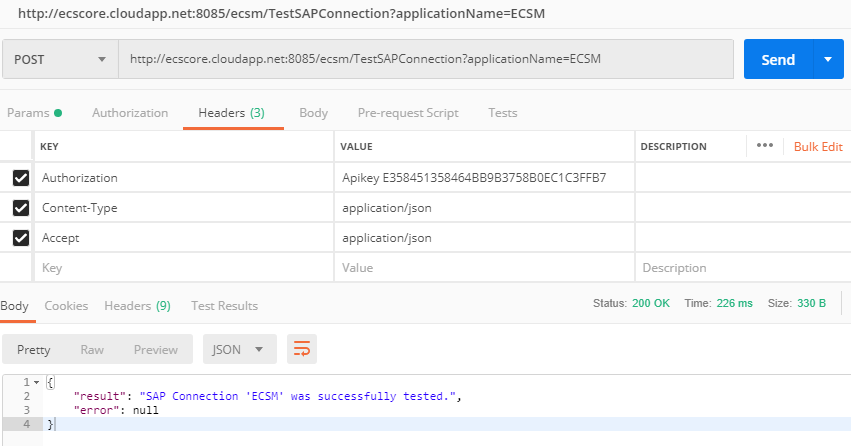 http://ecscore.cloudapp.net:8085/ecsm/TestSAPConnection?applicationName=ECSM
POST http://ecscore.cloudapp.net:8085/ecsm/TestSAPConnection?applicationName=ECSM Send
Params Authorization Headers (3) Body Pre-request Script Tests
KEY VALUE DESCRIPTION ••• Bulk Edit
Authorization Apikey E358451358464BB9B3758B0EC1C3FFB7
Content-Type application/json
Accept application/json
Key Value Description
Body Cookies Headers (9) Test Results Status: 200 OK Time: 226 ms Size: 330 B
Pretty Raw Preview JSON
1 {
2 "result": "SAP Connection 'ECSM' was successfully tested.",
3 "error": null
4 }